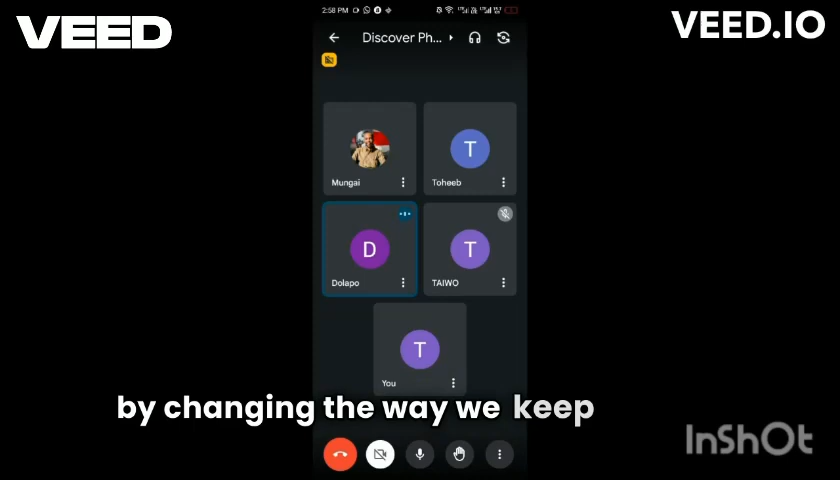 VEED
VEED.IO
2:58 PM
Discover Ph...
Mungai
T
Toheeb
D
Dolapo
T
TAIWO
T
You
by changing the way we keep
InShOt